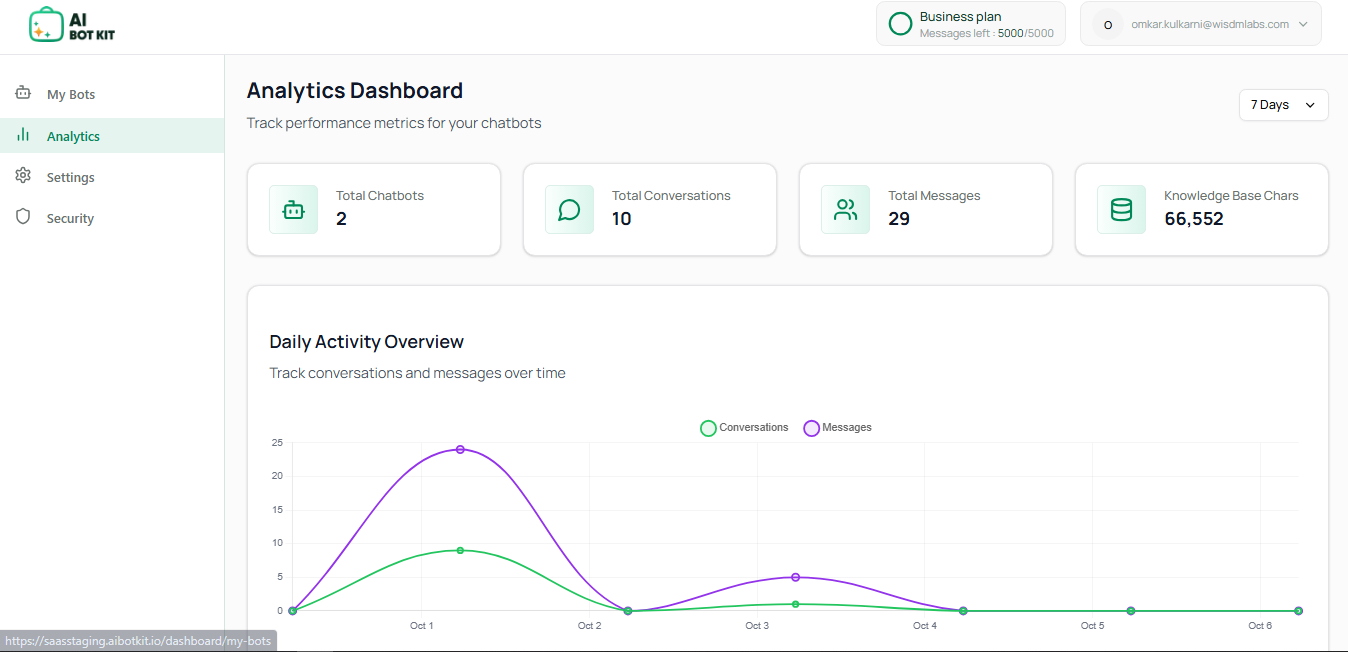 AI
BOT KIT
Business plan
Messages left : 5000/5000
O
omkar.kulkarni@wisdmlabs.com
My Bots
Analytics
Settings
Security
Analytics Dashboard
Track performance metrics for your chatbots
7 Days
Total Chatbots
2
Total Conversations
10
Total Messages
29
Knowledge Base Chars
66,552
Daily Activity Overview
Track conversations and messages over time
Conversations Messages
25
20
15
10
5
0
Oct 1 Oct 2 Oct 3 Oct 4 Oct 5 Oct 6
https://saasstaging.aibotkit.io/dashboard/my-bots